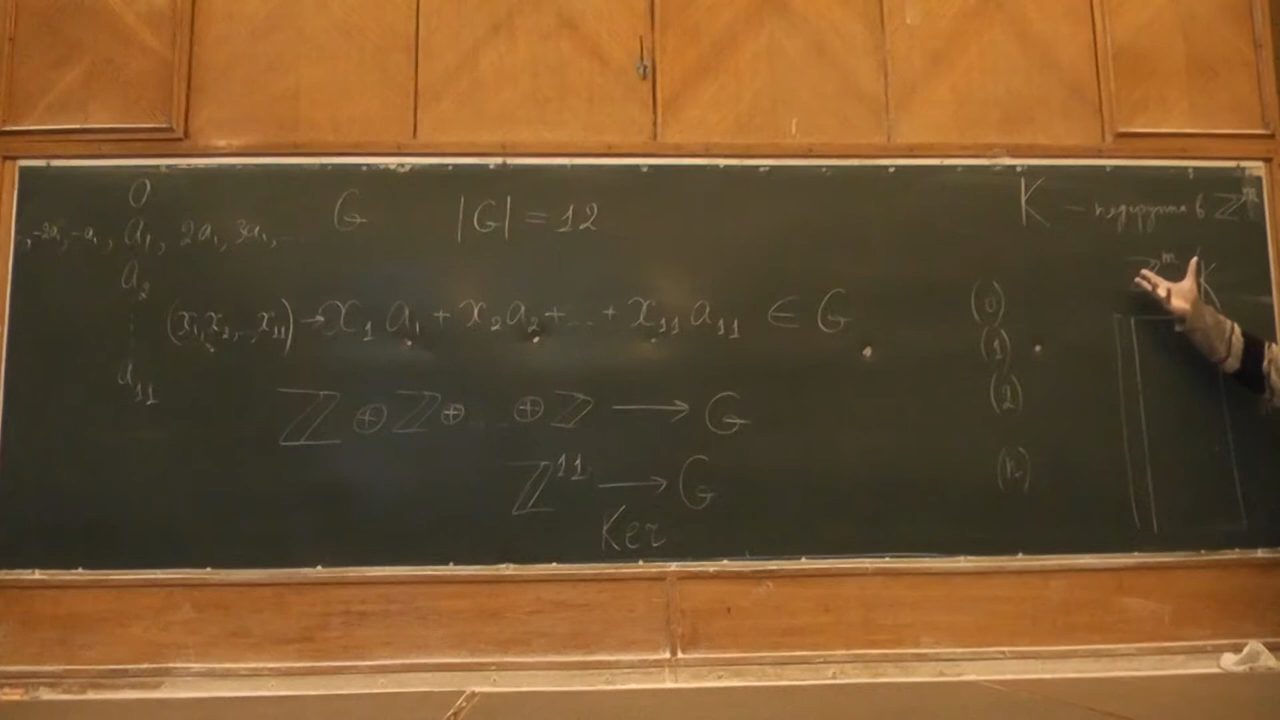 0
, -2a₁, -a₁, a₁, 2a₁, 3a₁, ...
G |G| = 12
a₂
(x₁, x₂, ..., x₁₁) → x₁a₁ + x₂a₂ + ... + x₁₁a₁₁ ∈ G
a₁₁
ℤ ⊕ ℤ ⊕ ... ⊕ ℤ → G
ℤ¹¹ → G
Ker
(0)
(1)
(2)
(n)
K — подгруппа в ℤᵐ
K